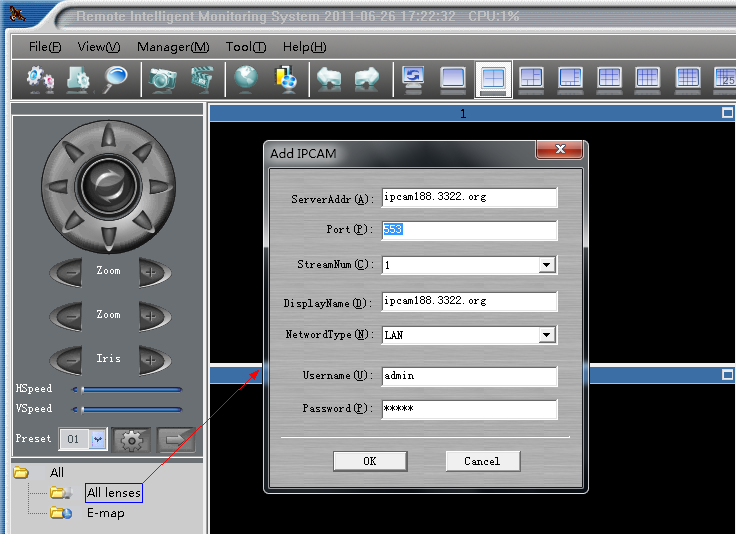 Remote Intelligent Monitoring System 2011-06-26 17:22:32 CPU:1%
File(F) View(V) Manager(M) Tool(T) Help(H)
25
1
Add IPCAM
ServerAddr(A): ipcam188.3322.org
Port(P): 553
StreamNum(C): 1
DisplayName(D): ipcam188.3322.org
NetwordType(N): LAN
Username(U): admin
Password(P): *****
OK Cancel
Zoom
Zoom
Iris
HSpeed
VSpeed
Preset 01
All
All lenses
E-map